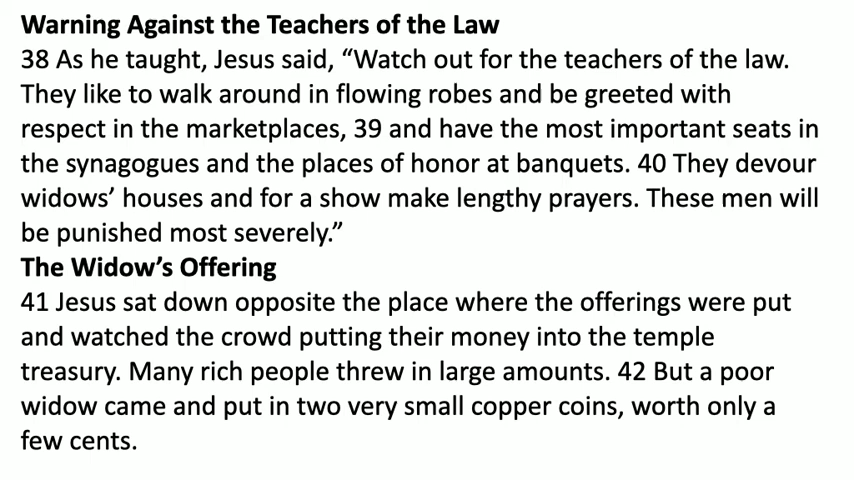 Warning Against the Teachers of the Law
38 As he taught, Jesus said, “Watch out for the teachers of the law.
They like to walk around in flowing robes and be greeted with
respect in the marketplaces, 39 and have the most important seats in
the synagogues and the places of honor at banquets. 40 They devour
widows’ houses and for a show make lengthy prayers. These men will
be punished most severely.”
The Widow’s Offering
41 Jesus sat down opposite the place where the offerings were put
and watched the crowd putting their money into the temple
treasury. Many rich people threw in large amounts. 42 But a poor
widow came and put in two very small copper coins, worth only a
few cents.